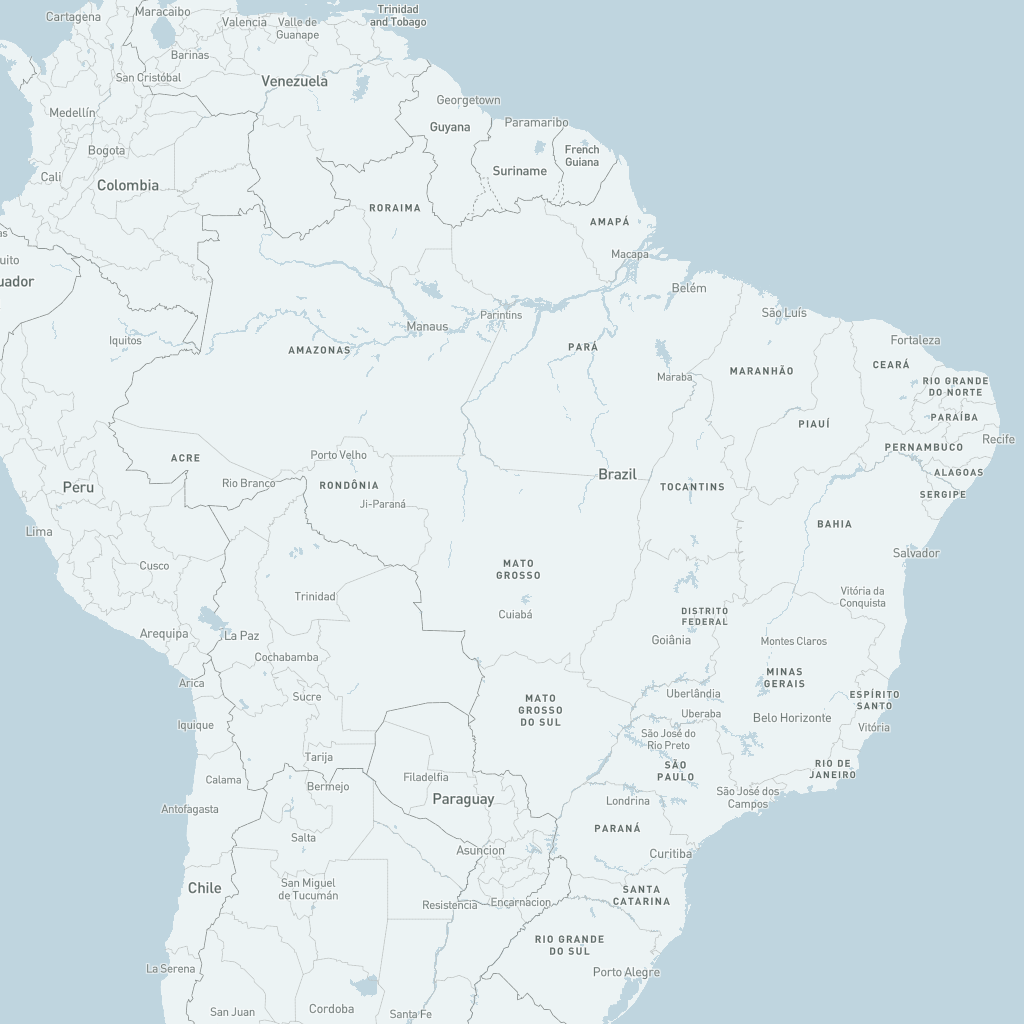 Trinidad
and Tobago
Cartagena
Maracaibo
Valencia
Valle de
Guanape
Barinas
San Cristóbal
Venezuela
Georgetown
Medellín
Guyana
Paramaribo
Bogota
French
Guiana
Cali
Colombia
Suriname
RORAIMA
AMAPÁ
Macapa
uito
uador
Belém
Parintins
São Luís
Manaus
Iquitos
Fortaleza
AMAZONAS
PARÁ
CEARÁ
MARANHÃO
Maraba
RIO GRANDE
DO NORTE
PARAÍBA
PIAUÍ
Recife
PERNAMBUCO
Porto Velho
ACRE
ALAGOAS
Brazil
Rio Branco
RONDÔNIA
Peru
TOCANTINS
SERGIPE
Ji-Paraná
BAHIA
Lima
Salvador
Cusco
MATO
GROSSO
Trinidad
Vitória da
Conquista
Cuiabá
DISTRITO
FEDERAL
Arequipa
La Paz
Goiânia
Montes Claros
Cochabamba
MINAS
GERAIS
Arica
Sucre
Uberlândia
ESPÍRITO
SANTO
MATO
GROSSO
DO SUL
Uberaba
Belo Horizonte
Iquique
Vitória
São José do
Rio Preto
Tarija
RIO DE
JANEIRO
SÃO
PAULO
Calama
Filadelfia
Bermejo
São José dos
Campos
Paraguay
Londrina
Antofagasta
PARANÁ
Salta
Asuncion
Curitiba
Chile
San Miguel
de Tucumán
SANTA
CATARINA
Resistencia
Encarnacion
RIO GRANDE
DO SUL
La Serena
Porto Alegre
San Juan
Cordoba
Santa Fe